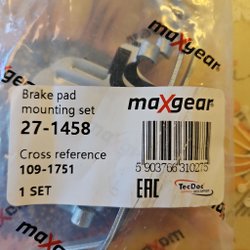 maxgear
Brake pad
mounting set
maxgear
27-1458
Cross reference
109-1751
5 903766 310275
1 SET
EAC
TecDoc